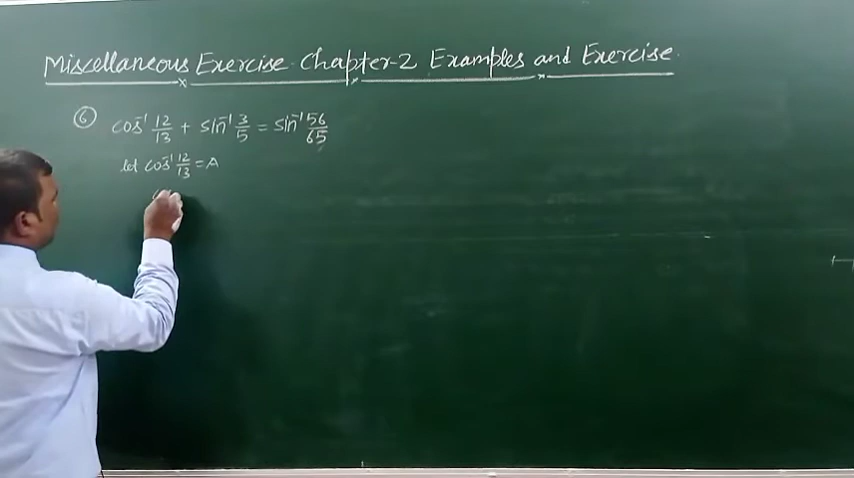 Miscellaneous Exercise Chapter-2 Examples and Exercise.
⑥ cos⁻¹ 12/13 + sin⁻¹ 3/5 = sin⁻¹ 56/65
let cos⁻¹ 12/13 = A